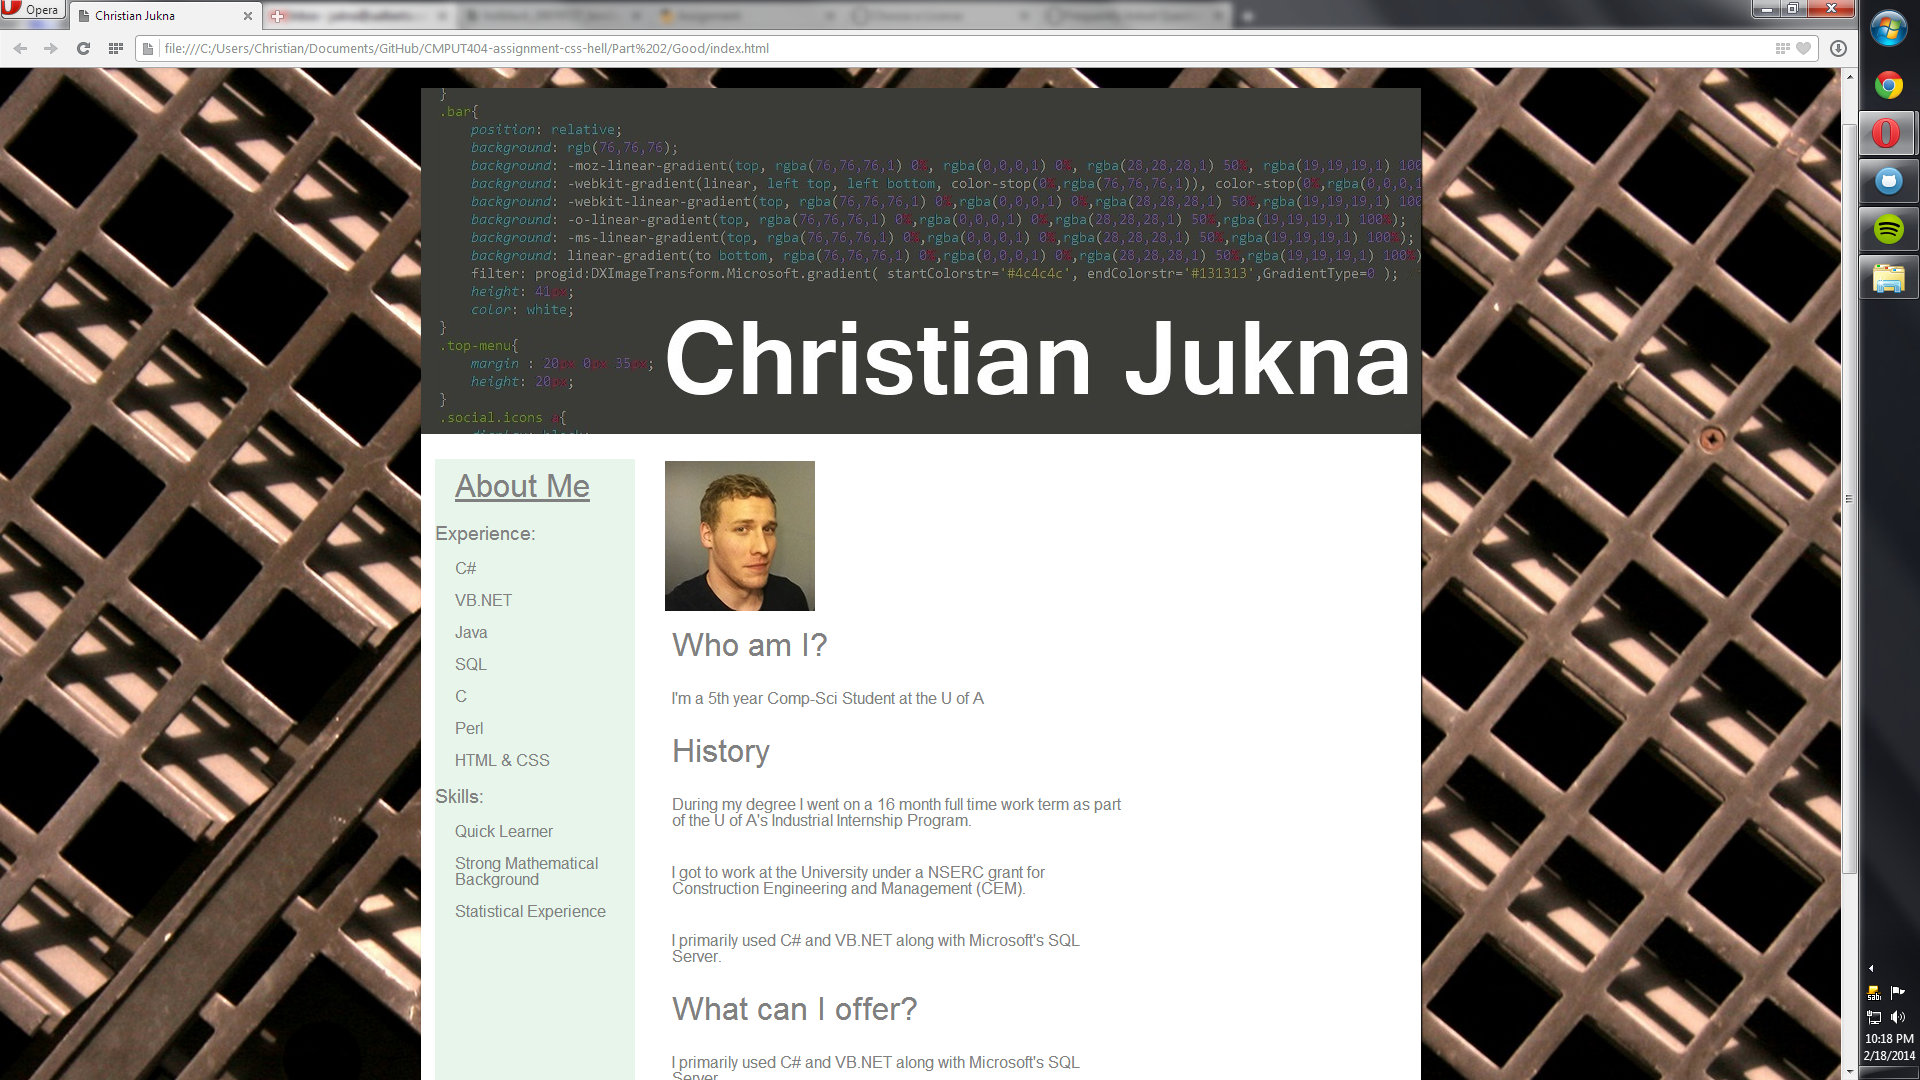 Opera
Christian Jukna
file:///C:/Users/Christian/Documents/GitHub/CMPUT404-assignment-css-hell/Part%202/Good/index.html
}
.bar{
position: relative;
background: rgb(76,76,76);
background: -moz-linear-gradient(top, rgba(76,76,76,1) 0%, rgba(0,0,0,1) 0%, rgba(28,28,28,1) 50%, rgba(19,19,19,1) 100
background: -webkit-gradient(linear, left top, left bottom, color-stop(0%,rgba(76,76,76,1)), color-stop(0%,rgba(0,0,0,1
background: -webkit-linear-gradient(top, rgba(76,76,76,1) 0%,rgba(0,0,0,1) 0%,rgba(28,28,28,1) 50%,rgba(19,19,19,1) 100
background: -o-linear-gradient(top, rgba(76,76,76,1) 0%,rgba(0,0,0,1) 0%,rgba(28,28,28,1) 50%,rgba(19,19,19,1) 100%);
background: -ms-linear-gradient(top, rgba(76,76,76,1) 0%,rgba(0,0,0,1) 0%,rgba(28,28,28,1) 50%,rgba(19,19,19,1) 100%);
background: linear-gradient(to bottom, rgba(76,76,76,1) 0%,rgba(0,0,0,1) 0%,rgba(28,28,28,1) 50%,rgba(19,19,19,1) 100%)
filter: progid:DXImageTransform.Microsoft.gradient( startColorstr='#4c4c4c', endColorstr='#131313',GradientType=0 );
height: 41px;
color: white;
}
.top-menu{
margin : 20px 0px 35px;
height: 20px;
}
.social.icons a{
display: block;
Christian Jukna
About Me
Experience:
C#
VB.NET
Java
SQL
C
Perl
HTML & CSS
Skills:
Quick Learner
Strong Mathematical
Background
Statistical Experience
Who am I?
I'm a 5th year Comp-Sci Student at the U of A
History
During my degree I went on a 16 month full time work term as part
of the U of A's Industrial Internship Program.
I got to work at the University under a NSERC grant for
Construction Engineering and Management (CEM).
I primarily used C# and VB.NET along with Microsoft's SQL
Server.
What can I offer?
I primarily used C# and VB.NET along with Microsoft's SQL
Server.
sab
10:18 PM
2/18/2014